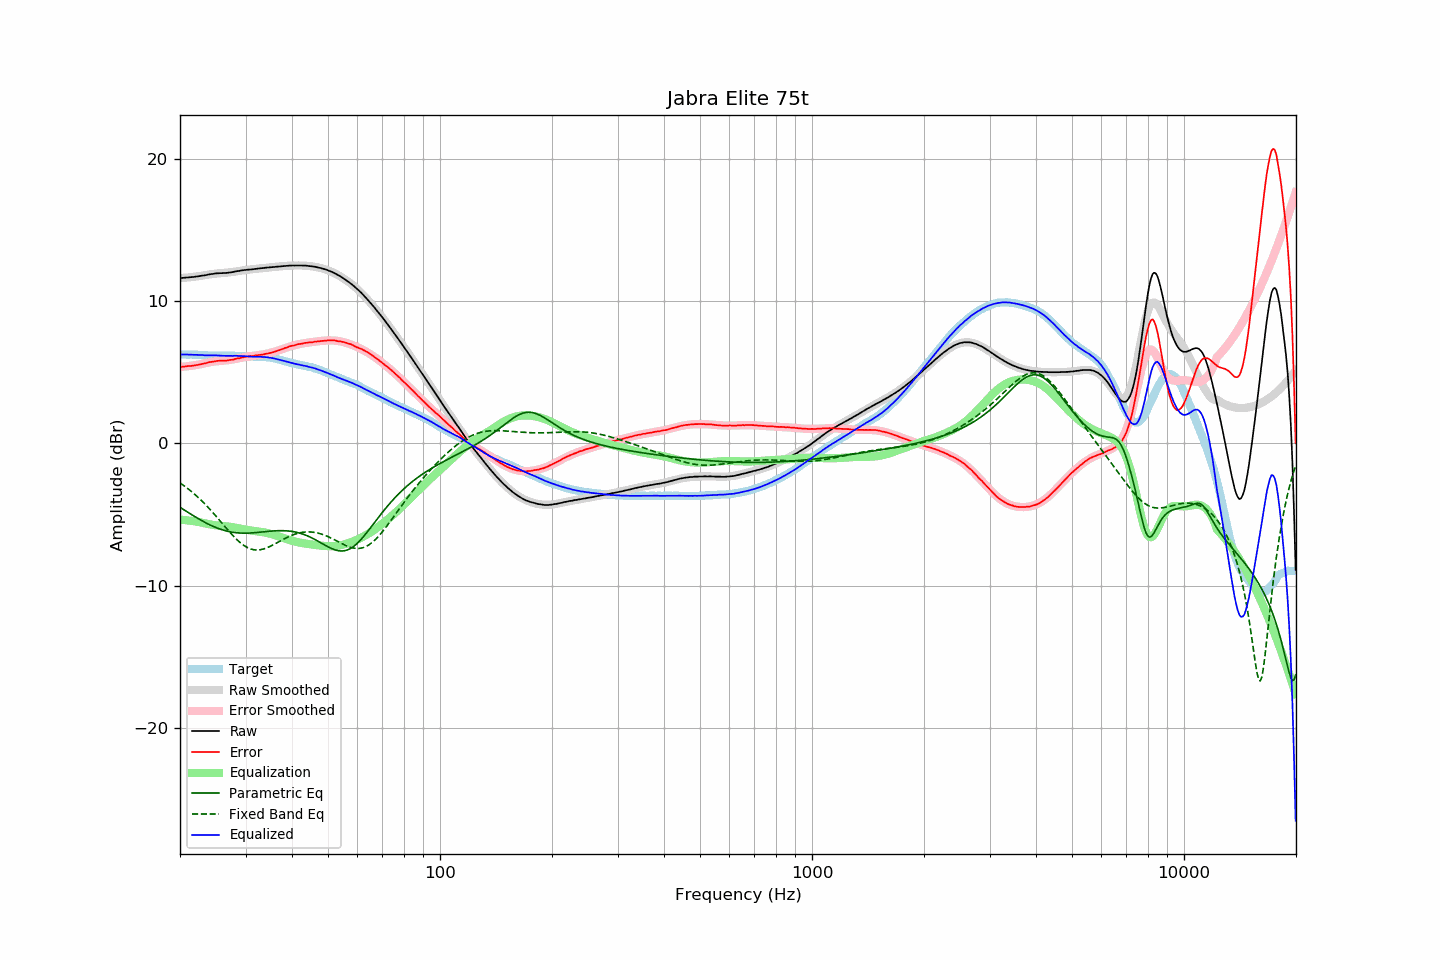 Jabra Elite 75t
20
10
0
−10
−20
Amplitude (dBr)
Target
Raw Smoothed
Error Smoothed
Raw
Error
Equalization
Parametric Eq
Fixed Band Eq
Equalized
100
1000
10000
Frequency (Hz)